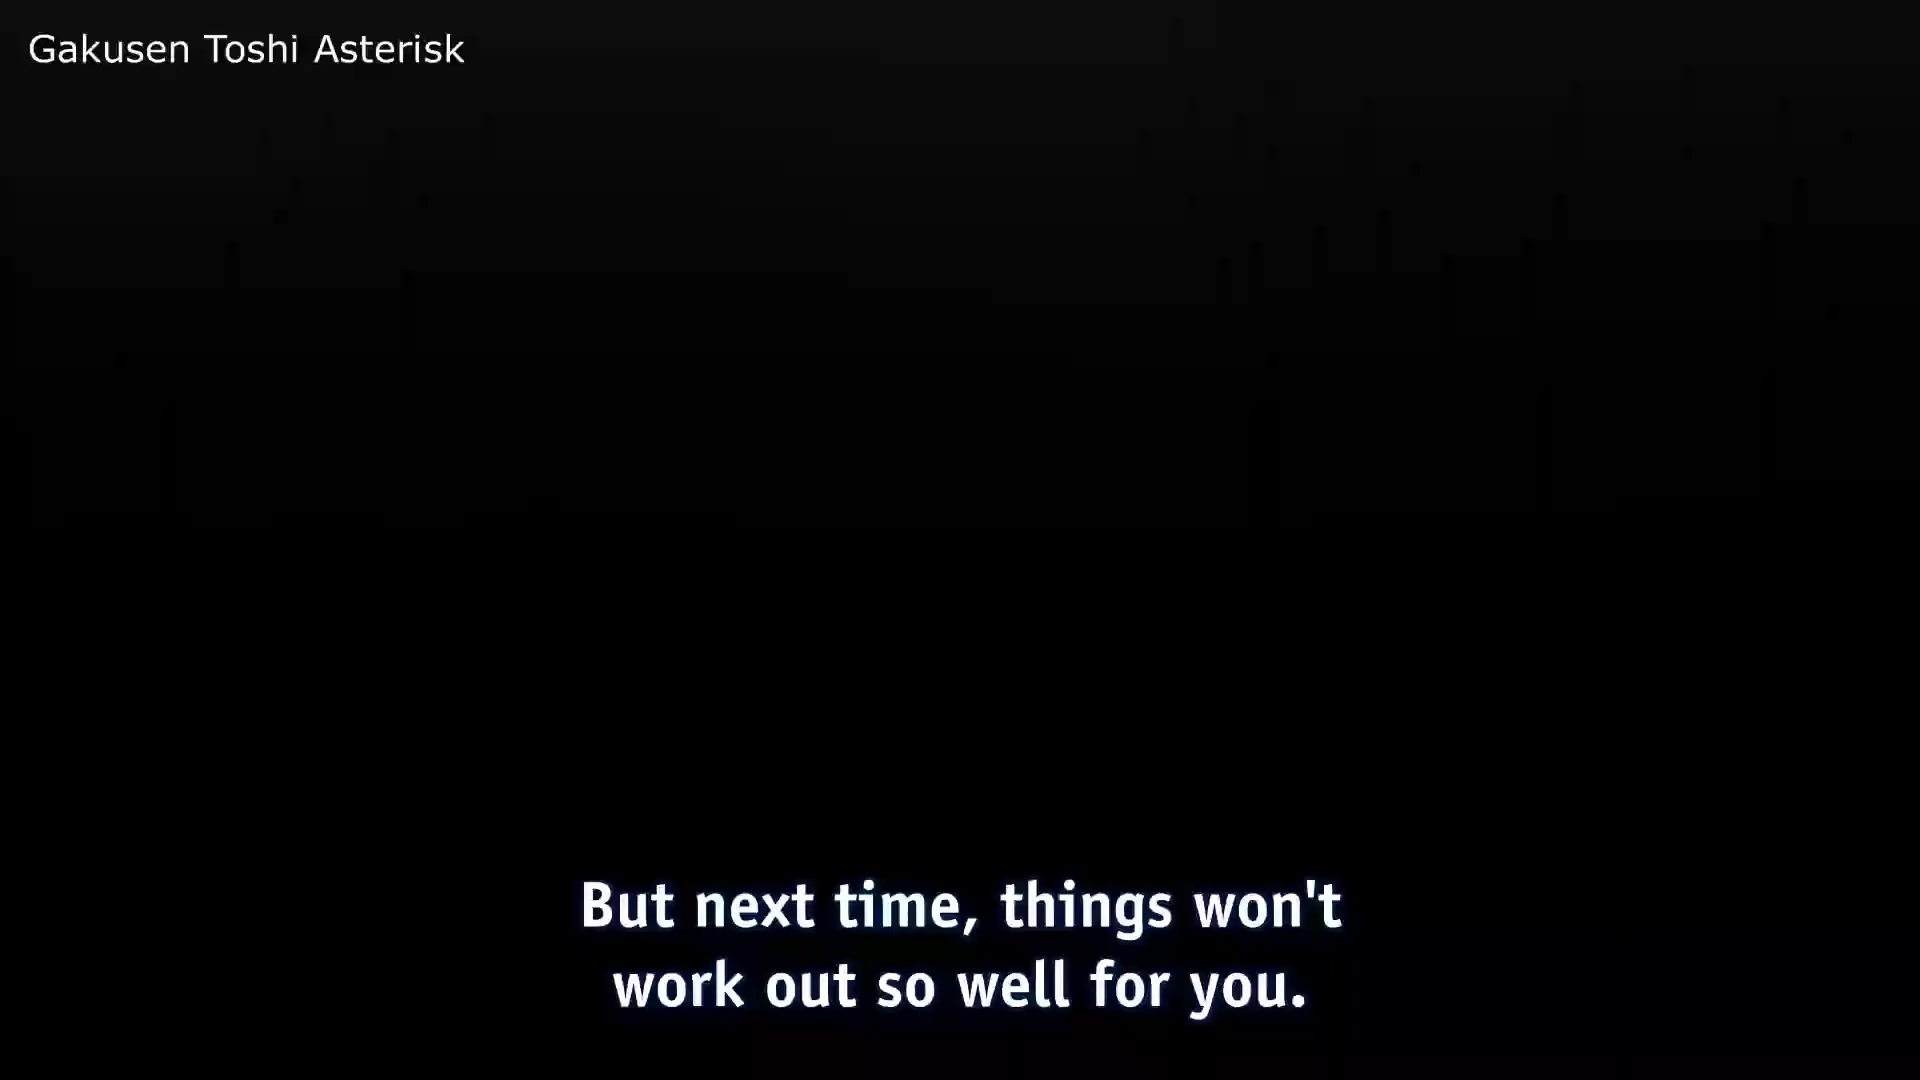 Gakusen Toshi Asterisk
But next time, things won't
work out so well for you.